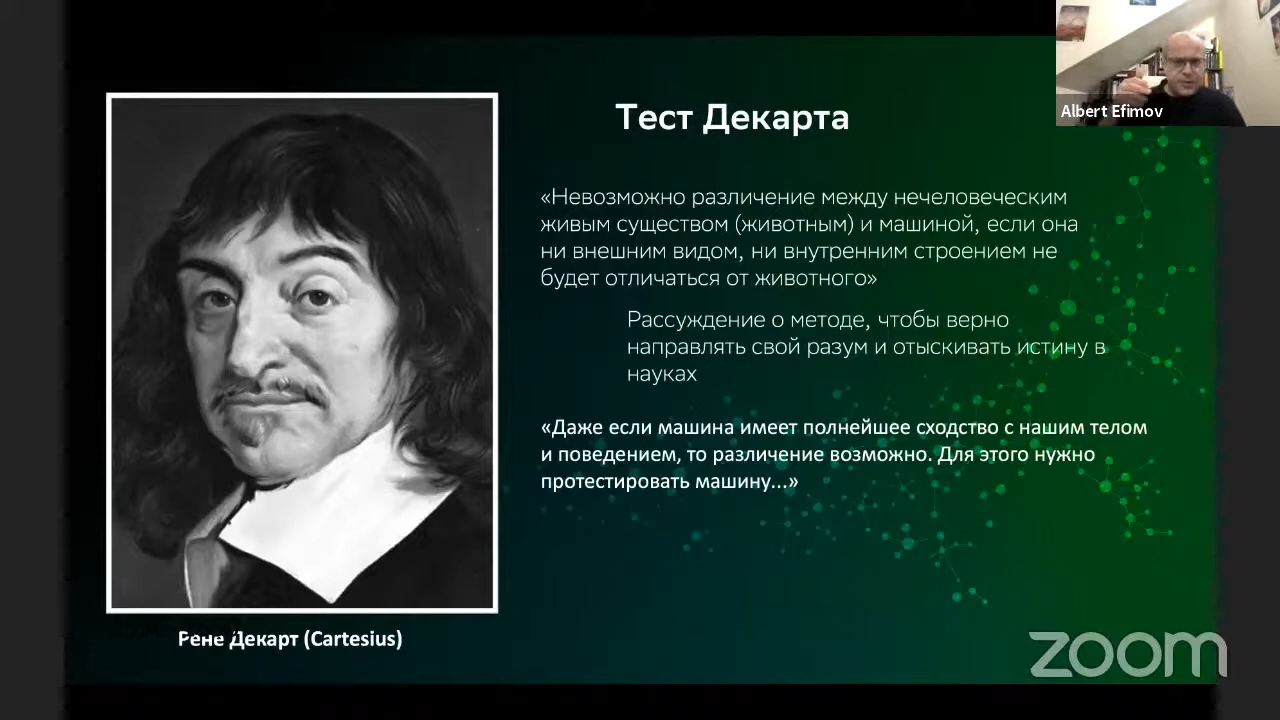 Albert Efimov
Тест Декарта
«Невозможно различение между нечеловеческим
живым существом (животным) и машиной, если она
ни внешним видом, ни внутренним строением не
будет отличаться от животного»
Рассуждение о методе, чтобы верно
направлять свой разум и отыскивать истину в
науках
«Даже если машина имеет полнейшее сходство с нашим телом
и поведением, то различение возможно. Для этого нужно
протестировать машину...»
Рене Декарт (Cartesius)
zoom